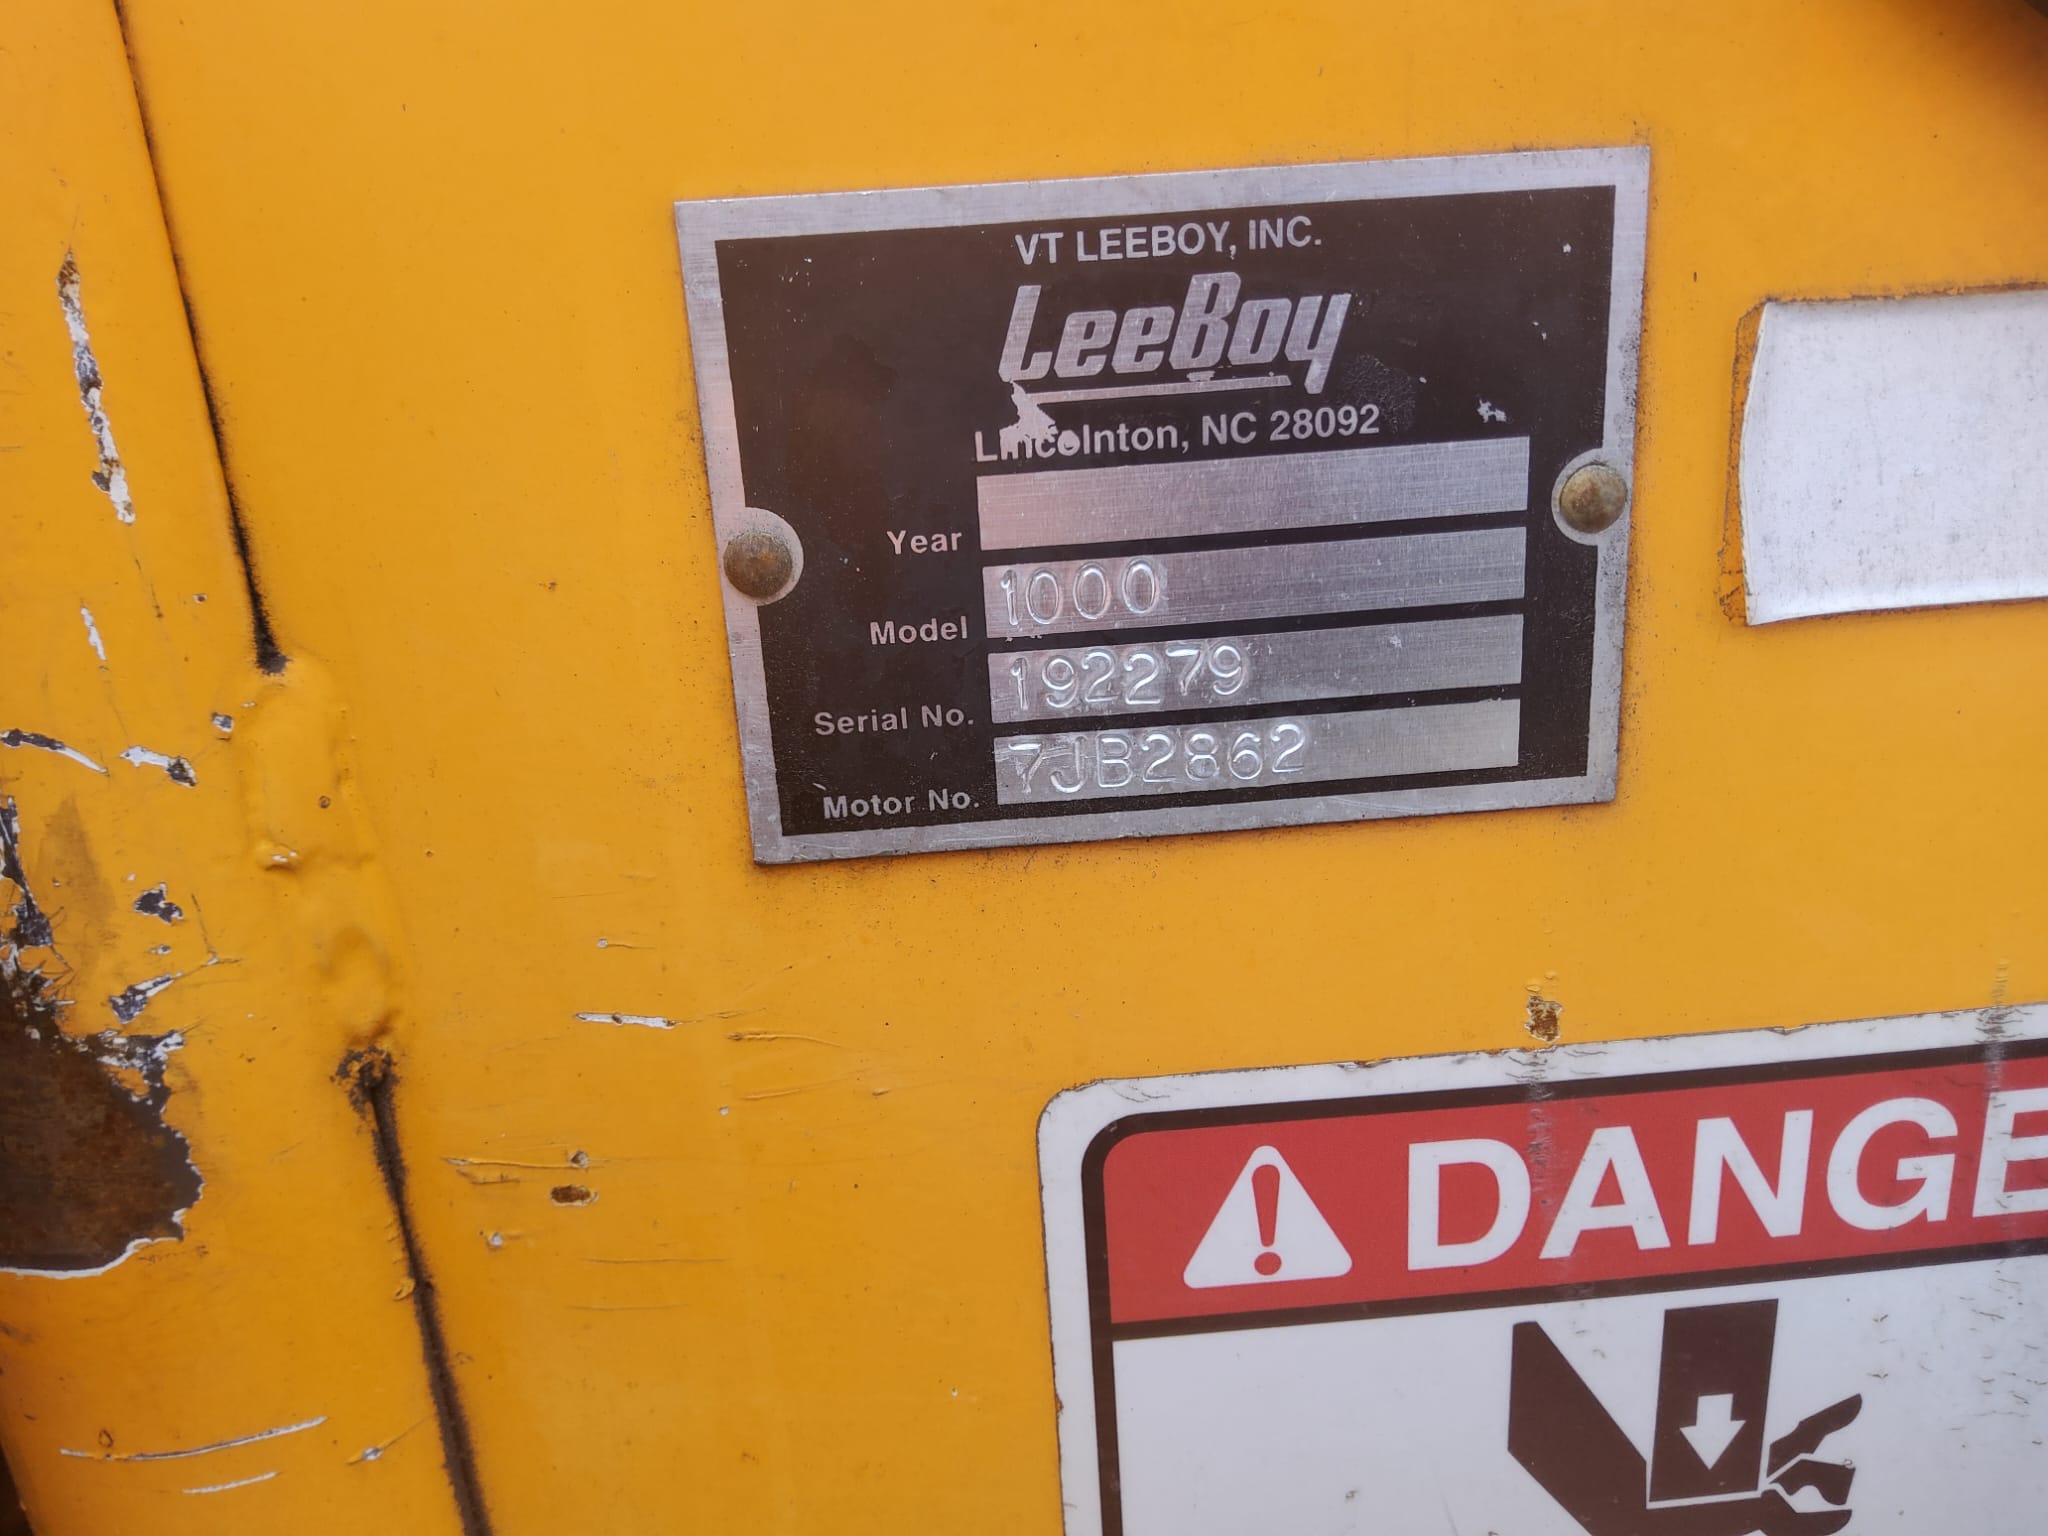 VT LEEBOY, INC.
LeeBoy
Lincolnton, NC 28092
Year
Model 1000
Serial No. 192279
Motor No. 7JB2862
DANGE